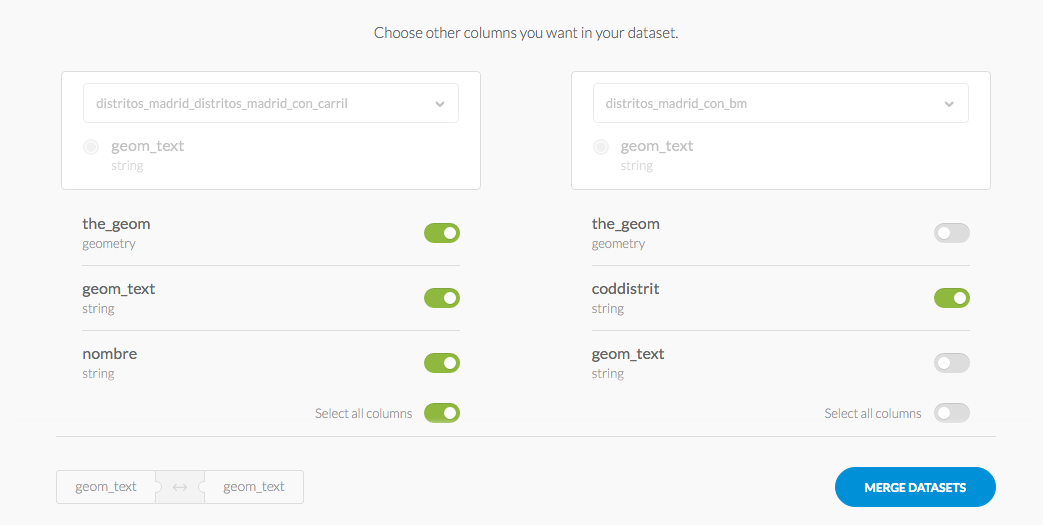 Choose other columns you want in your dataset.
distritos_madrid_distritos_madrid_con_carril
geom_text
string
the_geom
geometry
geom_text
string
nombre
string
Select all columns
distritos_madrid_con_bm
geom_text
string
the_geom
geometry
coddistrit
string
geom_text
string
Select all columns
geom_text
geom_text
MERGE DATASETS